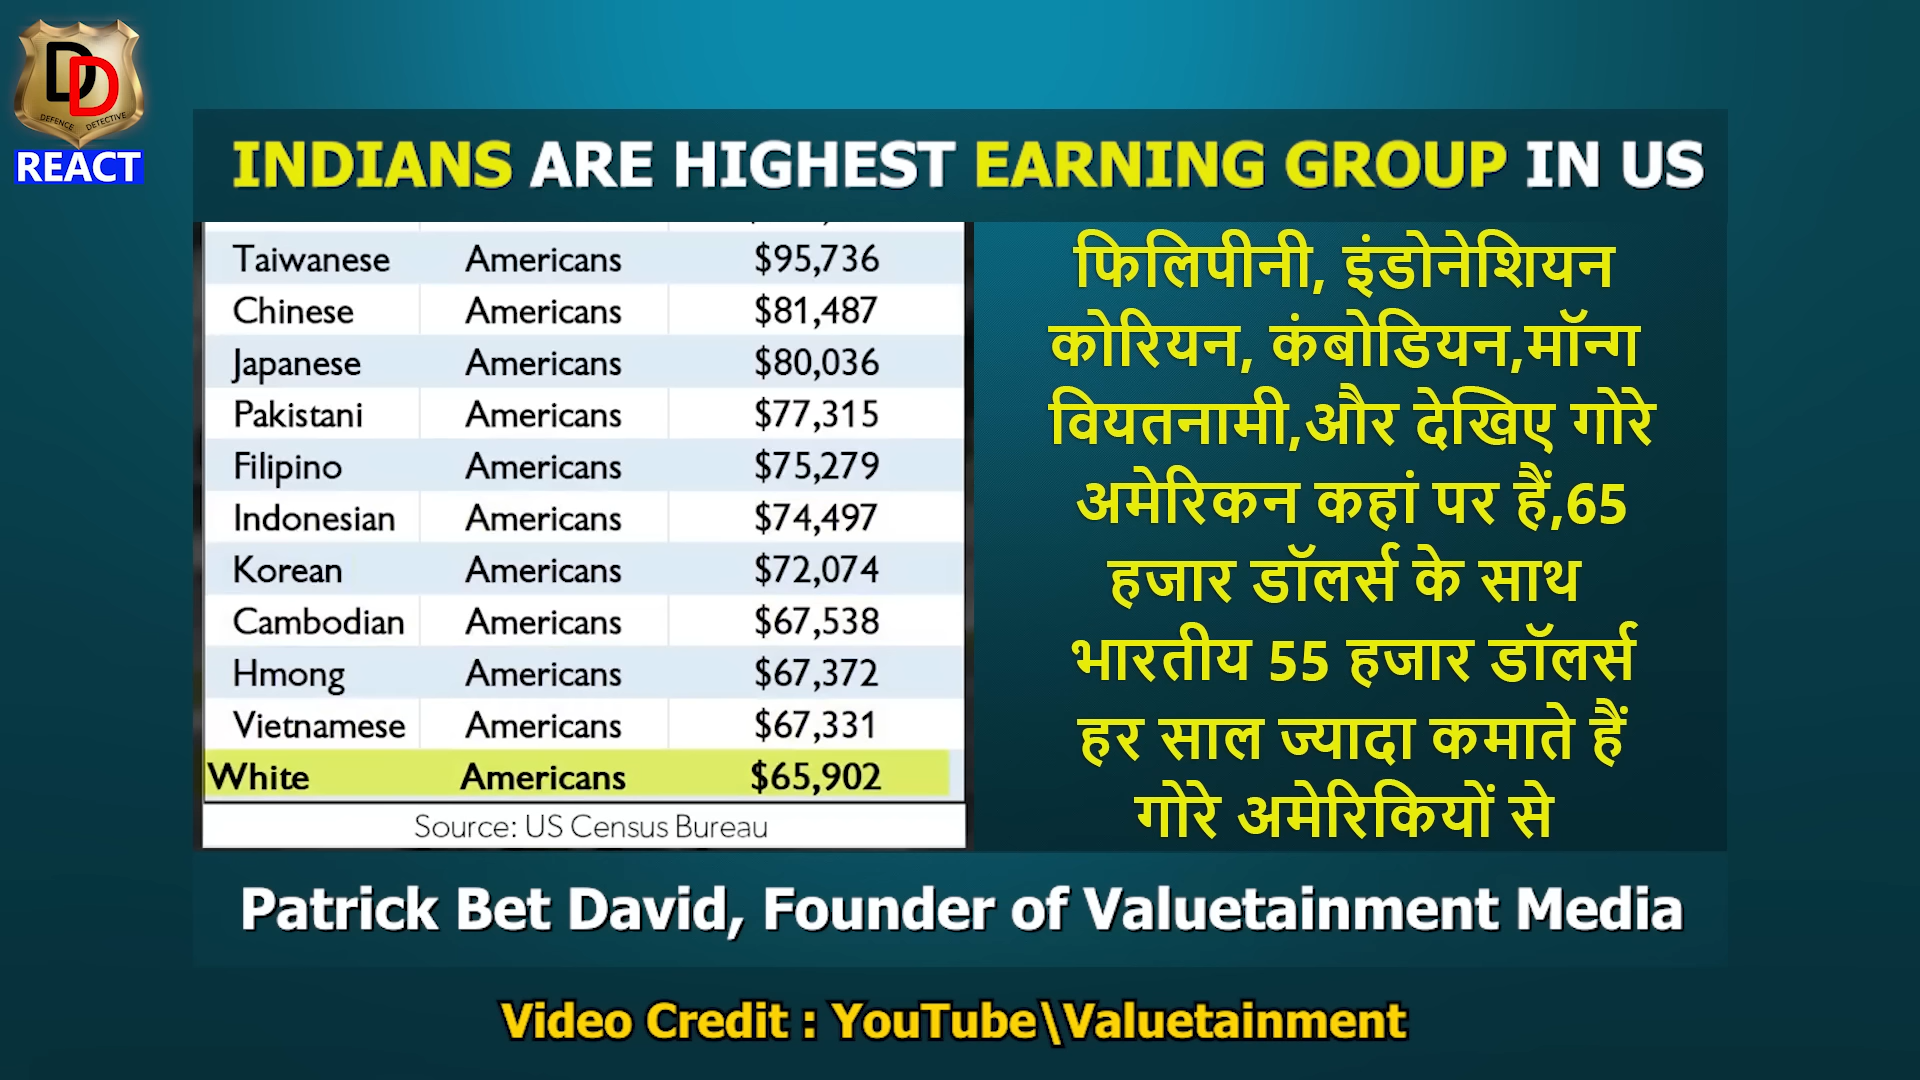 DD
DEFENCE DETECTIVE
REACT
INDIANS ARE HIGHEST EARNING GROUP IN US
Taiwanese Americans $95,736
Chinese Americans $81,487
Japanese Americans $80,036
Pakistani Americans $77,315
Filipino Americans $75,279
Indonesian Americans $74,497
Korean Americans $72,074
Cambodian Americans $67,538
Hmong Americans $67,372
Vietnamese Americans $67,331
White Americans $65,902
Source: US Census Bureau
फिलिपीनी, इंडोनेशियन
कोरियन, कंबोडियन,मॉन्ग
वियतनामी,और देखिए गोरे
अमेरिकन कहां पर हैं,65
हजार डॉलर्स के साथ
भारतीय 55 हजार डॉलर्स
हर साल ज्यादा कमाते हैं
गोरे अमेरिकियों से
Patrick Bet David, Founder of Valuetainment Media
Video Credit : YouTube\Valuetainment